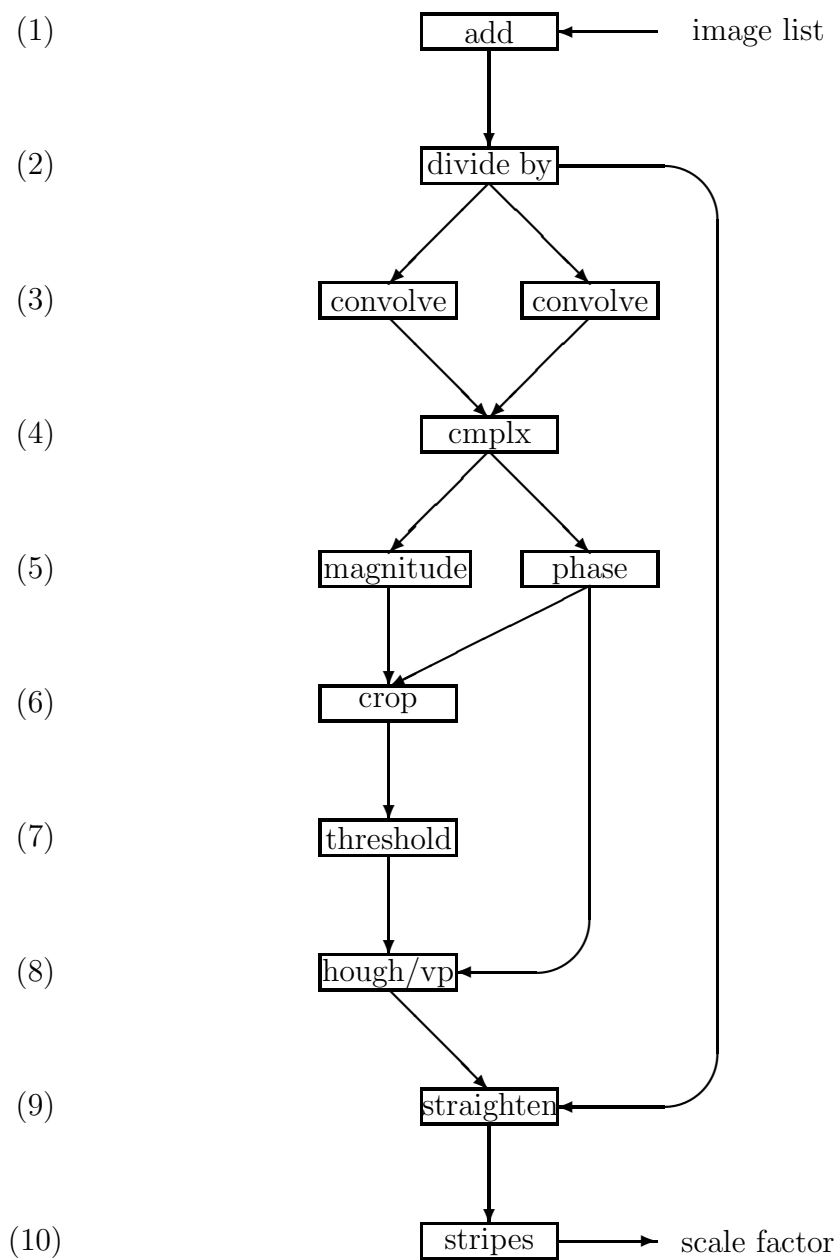 (1) add image list
(2) divide by
(3) convolve convolve
(4) cmplx
(5) magnitude phase
(6) crop
(7) threshold
(8) hough/vp
(9) straighten
(10) stripes scale factor